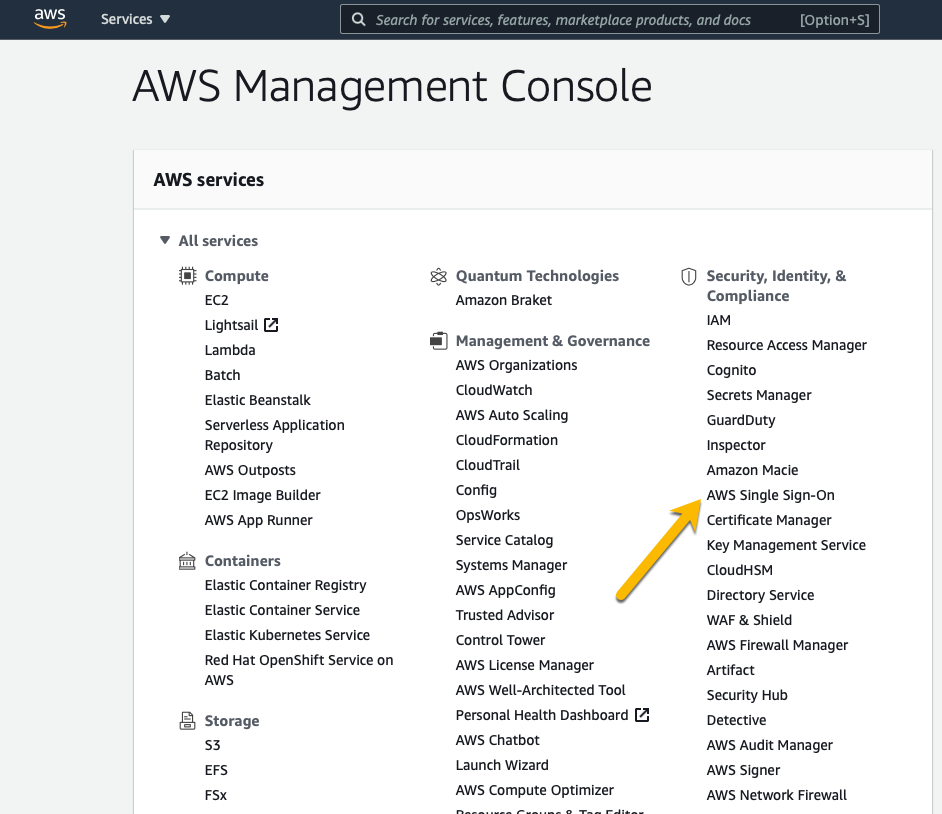 aws
Services ▼
Search for services, features, marketplace products, and docs
[Option+S]
AWS Management Console
AWS services
▼ All services
Compute
EC2
Lightsail
Lambda
Batch
Elastic Beanstalk
Serverless Application
Repository
AWS Outposts
EC2 Image Builder
AWS App Runner
Containers
Elastic Container Registry
Elastic Container Service
Elastic Kubernetes Service
Red Hat OpenShift Service on
AWS
Storage
S3
EFS
FSx
Quantum Technologies
Amazon Braket
Management & Governance
AWS Organizations
CloudWatch
AWS Auto Scaling
CloudFormation
CloudTrail
Config
OpsWorks
Service Catalog
Systems Manager
AWS AppConfig
Trusted Advisor
Control Tower
AWS License Manager
AWS Well-Architected Tool
Personal Health Dashboard
AWS Chatbot
Launch Wizard
AWS Compute Optimizer
Resource Groups & Tag Editor
Security, Identity, &
Compliance
IAM
Resource Access Manager
Cognito
Secrets Manager
GuardDuty
Inspector
Amazon Macie
AWS Single Sign-On
Certificate Manager
Key Management Service
CloudHSM
Directory Service
WAF & Shield
AWS Firewall Manager
Artifact
Security Hub
Detective
AWS Audit Manager
AWS Signer
AWS Network Firewall